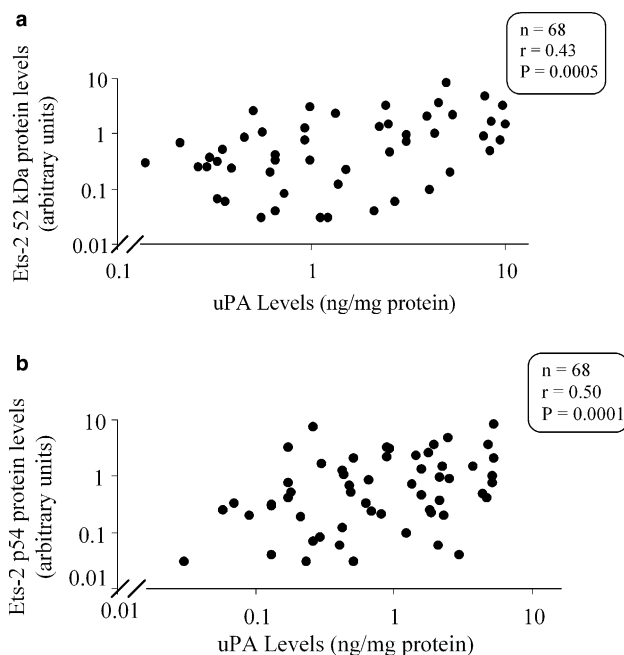 a
n = 68
r = 0.43
P = 0.0005
Ets-2 52 kDa protein levels
(arbitrary units)
10
1
0.1
0.01
0.1
1
10
uPA Levels (ng/mg protein)
b
n = 68
r = 0.50
P = 0.0001
Ets-2 p54 protein levels
(arbitrary units)
10
1
0.1
0.01
0.01
0.1
1
10
uPA Levels (ng/mg protein)